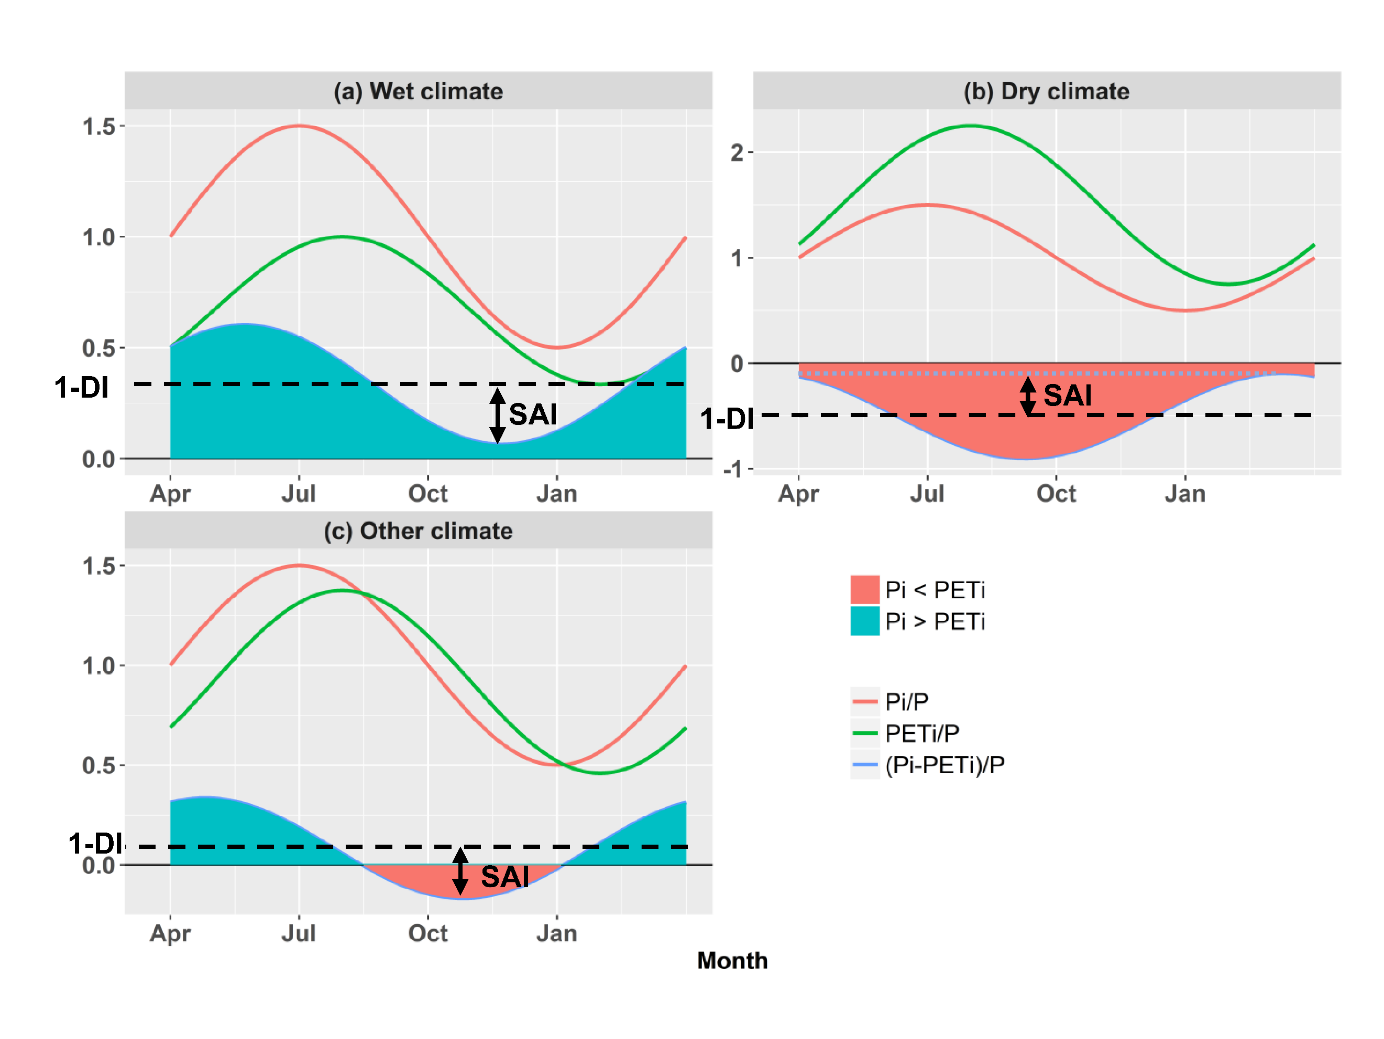 (a) Wet climate
1.5
1.0
0.5
0.0
1-DI
SAI
Apr Jul Oct Jan
(b) Dry climate
2
1
0
-1
1-DI
SAI
Apr Jul Oct Jan
(c) Other climate
1.5
1.0
0.5
0.0
1-DI
SAI
Apr Jul Oct Jan
Pi < PETi
Pi > PETi
Pi/P
PETi/P
(Pi-PETi)/P
Month